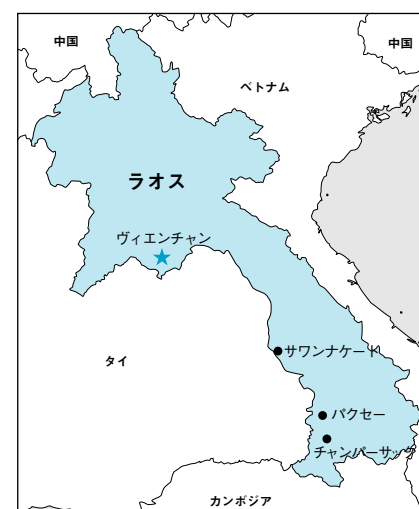 中国
中国
ベトナム
ラオス
ヴィエンチャン
サワンナケード
タイ
パクセー
チャンパーサック
カンボジア